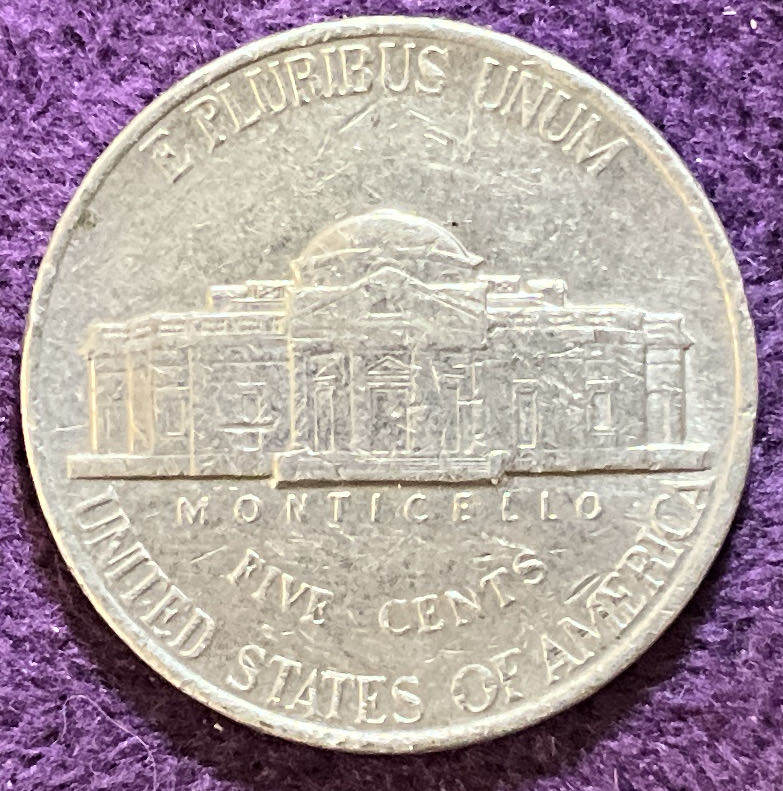 E PLURIBUS UNUM
MONTICELLO
FIVE CENTS
UNITED STATES OF AMERICA